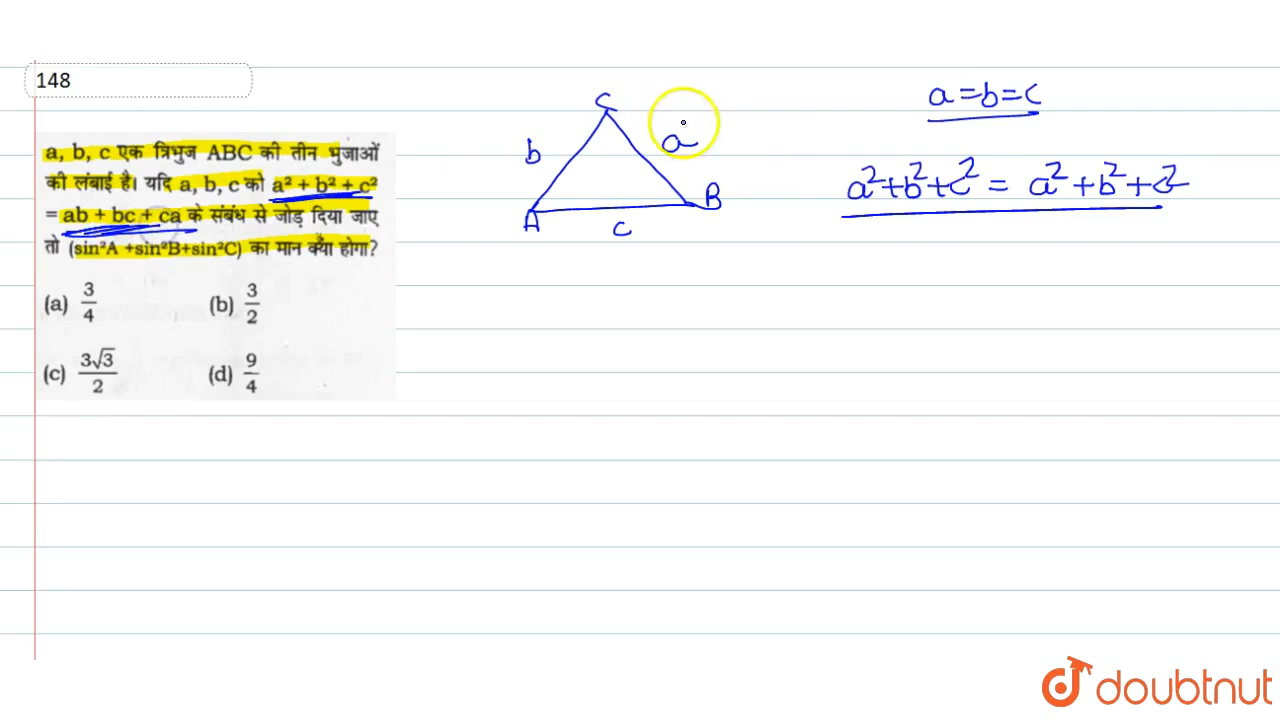 148
a, b, c एक त्रिभुज ABC की तीन भुजाओं
की लंबाई है। यदि a, b, c को a² + b² + c²
= ab + bc + ca के संबंध से जोड़ दिया जाए
तो (sin²A +sin²B+sin²C) का मान क्या होगा?
(a) 3/4 (b) 3/2
(c) 3√3/2 (d) 9/4
C
b a
A B
c
a=b=c
a²+b²+c² = a²+b²+c²
doubtnut